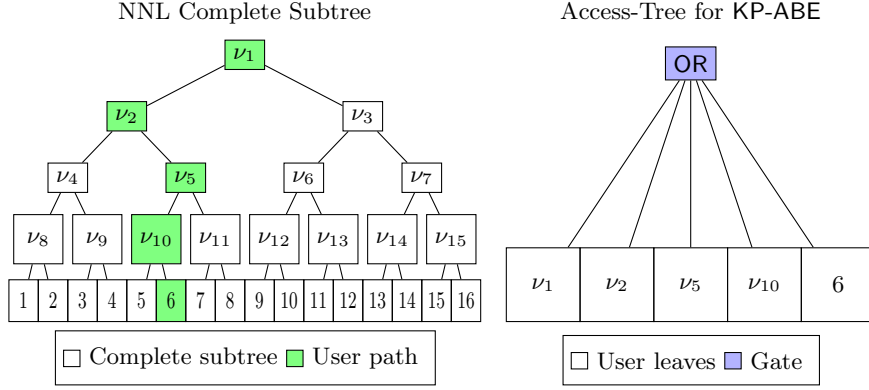 NNL Complete Subtree
ν₁
ν₂ ν₃
ν₄ ν₅ ν₆ ν₇
ν₈ ν₉ ν₁₀ ν₁₁ ν₁₂ ν₁₃ ν₁₄ ν₁₅
1 2 3 4 5 6 7 8 9 10 11 12 13 14 15 16
Complete subtree User path
Access-Tree for KP-ABE
OR
ν₁ ν₂ ν₅ ν₁₀ 6
User leaves Gate